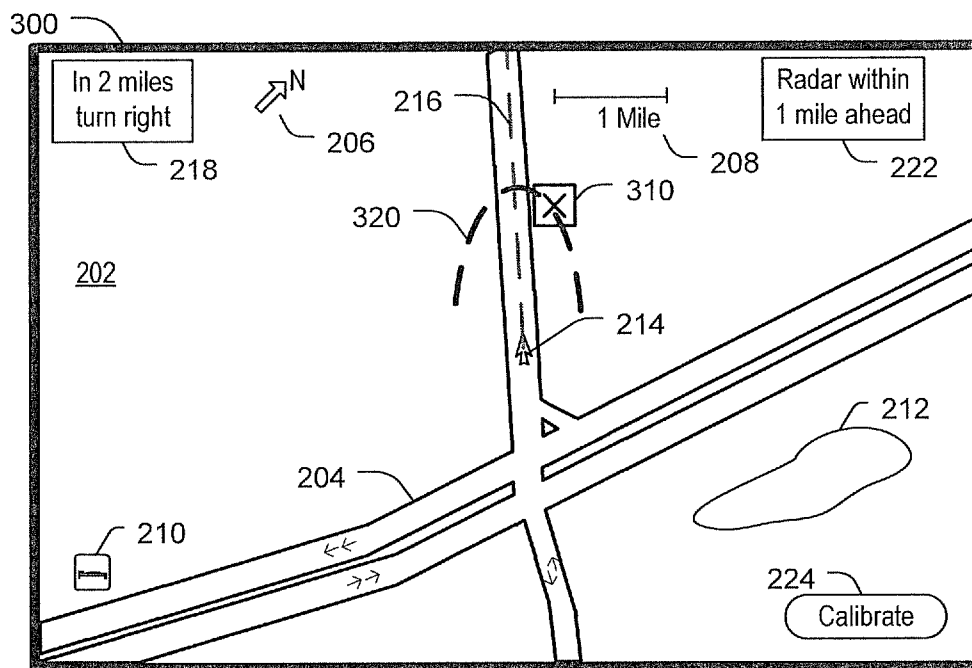 300
In 2 miles
turn right
218
N
206
216
1 Mile
208
Radar within
1 mile ahead
222
320
310
202
214
212
204
210
224
Calibrate